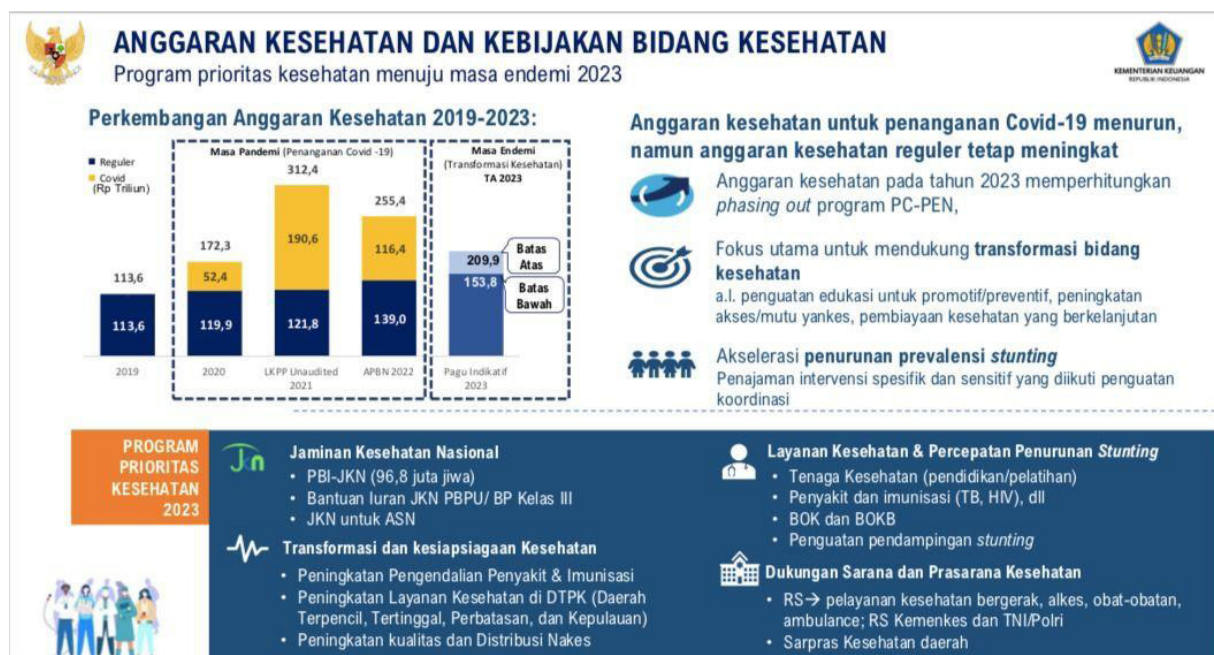 ANGGARAN KESEHATAN DAN KEBIJAKAN BIDANG KESEHATAN
Program prioritas kesehatan menuju masa endemi 2023
KEMENTERIAN KEUANGAN
REPUBLIK INDONESIA
Perkembangan Anggaran Kesehatan 2019-2023:
Reguler
Covid
(Rp Triliun)
Masa Pandemi (Penanganan Covid -19)
Masa Endemi
(Transformasi Kesehatan)
TA 2023
312,4
255,4
172,3
190,6
116,4
113,6
52,4
209,9
Batas
Atas
153,8
Batas
Bawah
113,6
119,9
121,8
139,0
2019
2020
LKPP Unaudited
2021
APBN 2022
Pagu Indikatif
2023
Anggaran kesehatan untuk penanganan Covid-19 menurun,
namun anggaran kesehatan reguler tetap meningkat
Anggaran kesehatan pada tahun 2023 memperhitungkan
phasing out program PC-PEN,
Fokus utama untuk mendukung transformasi bidang
kesehatan
a.l. penguatan edukasi untuk promotif/preventif, peningkatan
akses/mutu yankes, pembiayaan kesehatan yang berkelanjutan
Akselerasi penurunan prevalensi stunting
Penajaman intervensi spesifik dan sensitif yang diikuti penguatan
koordinasi
PROGRAM
PRIORITAS
KESEHATAN
2023
Jkn
Jaminan Kesehatan Nasional
• PBI-JKN (96,8 juta jiwa)
• Bantuan Iuran JKN PBPU/ BP Kelas III
• JKN untuk ASN
Transformasi dan kesiapsiagaan Kesehatan
• Peningkatan Pengendalian Penyakit & Imunisasi
• Peningkatan Layanan Kesehatan di DTPK (Daerah
Terpencil, Tertinggal, Perbatasan, dan Kepulauan)
• Peningkatan kualitas dan Distribusi Nakes
Layanan Kesehatan & Percepatan Penurunan Stunting
• Tenaga Kesehatan (pendidikan/pelatihan)
• Penyakit dan imunisasi (TB, HIV), dll
• BOK dan BOKB
• Penguatan pendampingan stunting
Dukungan Sarana dan Prasarana Kesehatan
• RS→ pelayanan kesehatan bergerak, alkes, obat-obatan,
ambulance; RS Kemenkes dan TNI/Polri
• Sarpras Kesehatan daerah